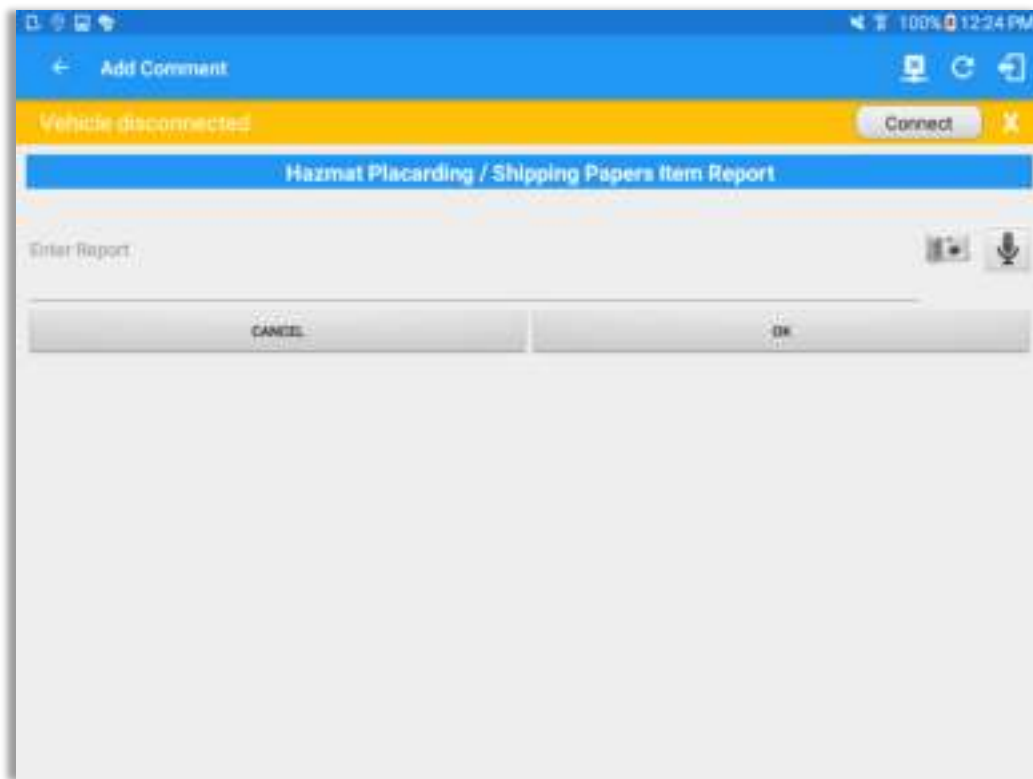 100% 12:24 PM
Add Comment
Vehicle disconnected
Connect
X
Hazmat Placarding / Shipping Papers Item Report
Enter Report
CANCEL
OK